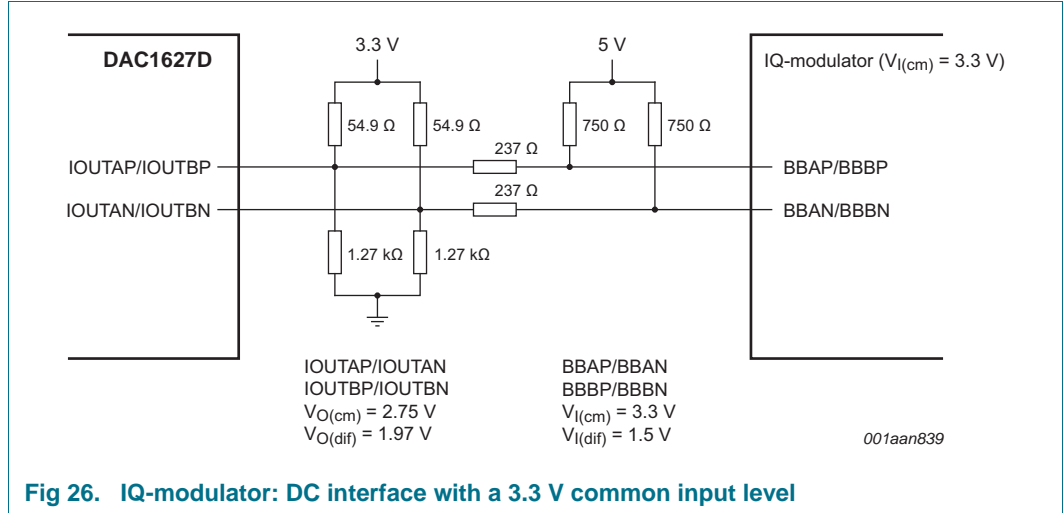 3.3 V
5 V
DAC1627D
IQ-modulator (VI(cm) = 3.3 V)
54.9 Ω
54.9 Ω
750 Ω
750 Ω
237 Ω
IOUTAP/IOUTBP
BBAP/BBBP
237 Ω
IOUTAN/IOUTBN
BBAN/BBBN
1.27 kΩ
1.27 kΩ
IOUTAP/IOUTAN
IOUTBP/IOUTBN
VO(cm) = 2.75 V
VO(dif) = 1.97 V
BBAP/BBAN
BBBP/BBBN
VI(cm) = 3.3 V
VI(dif) = 1.5 V
001aan839
Fig 26. IQ-modulator: DC interface with a 3.3 V common input level